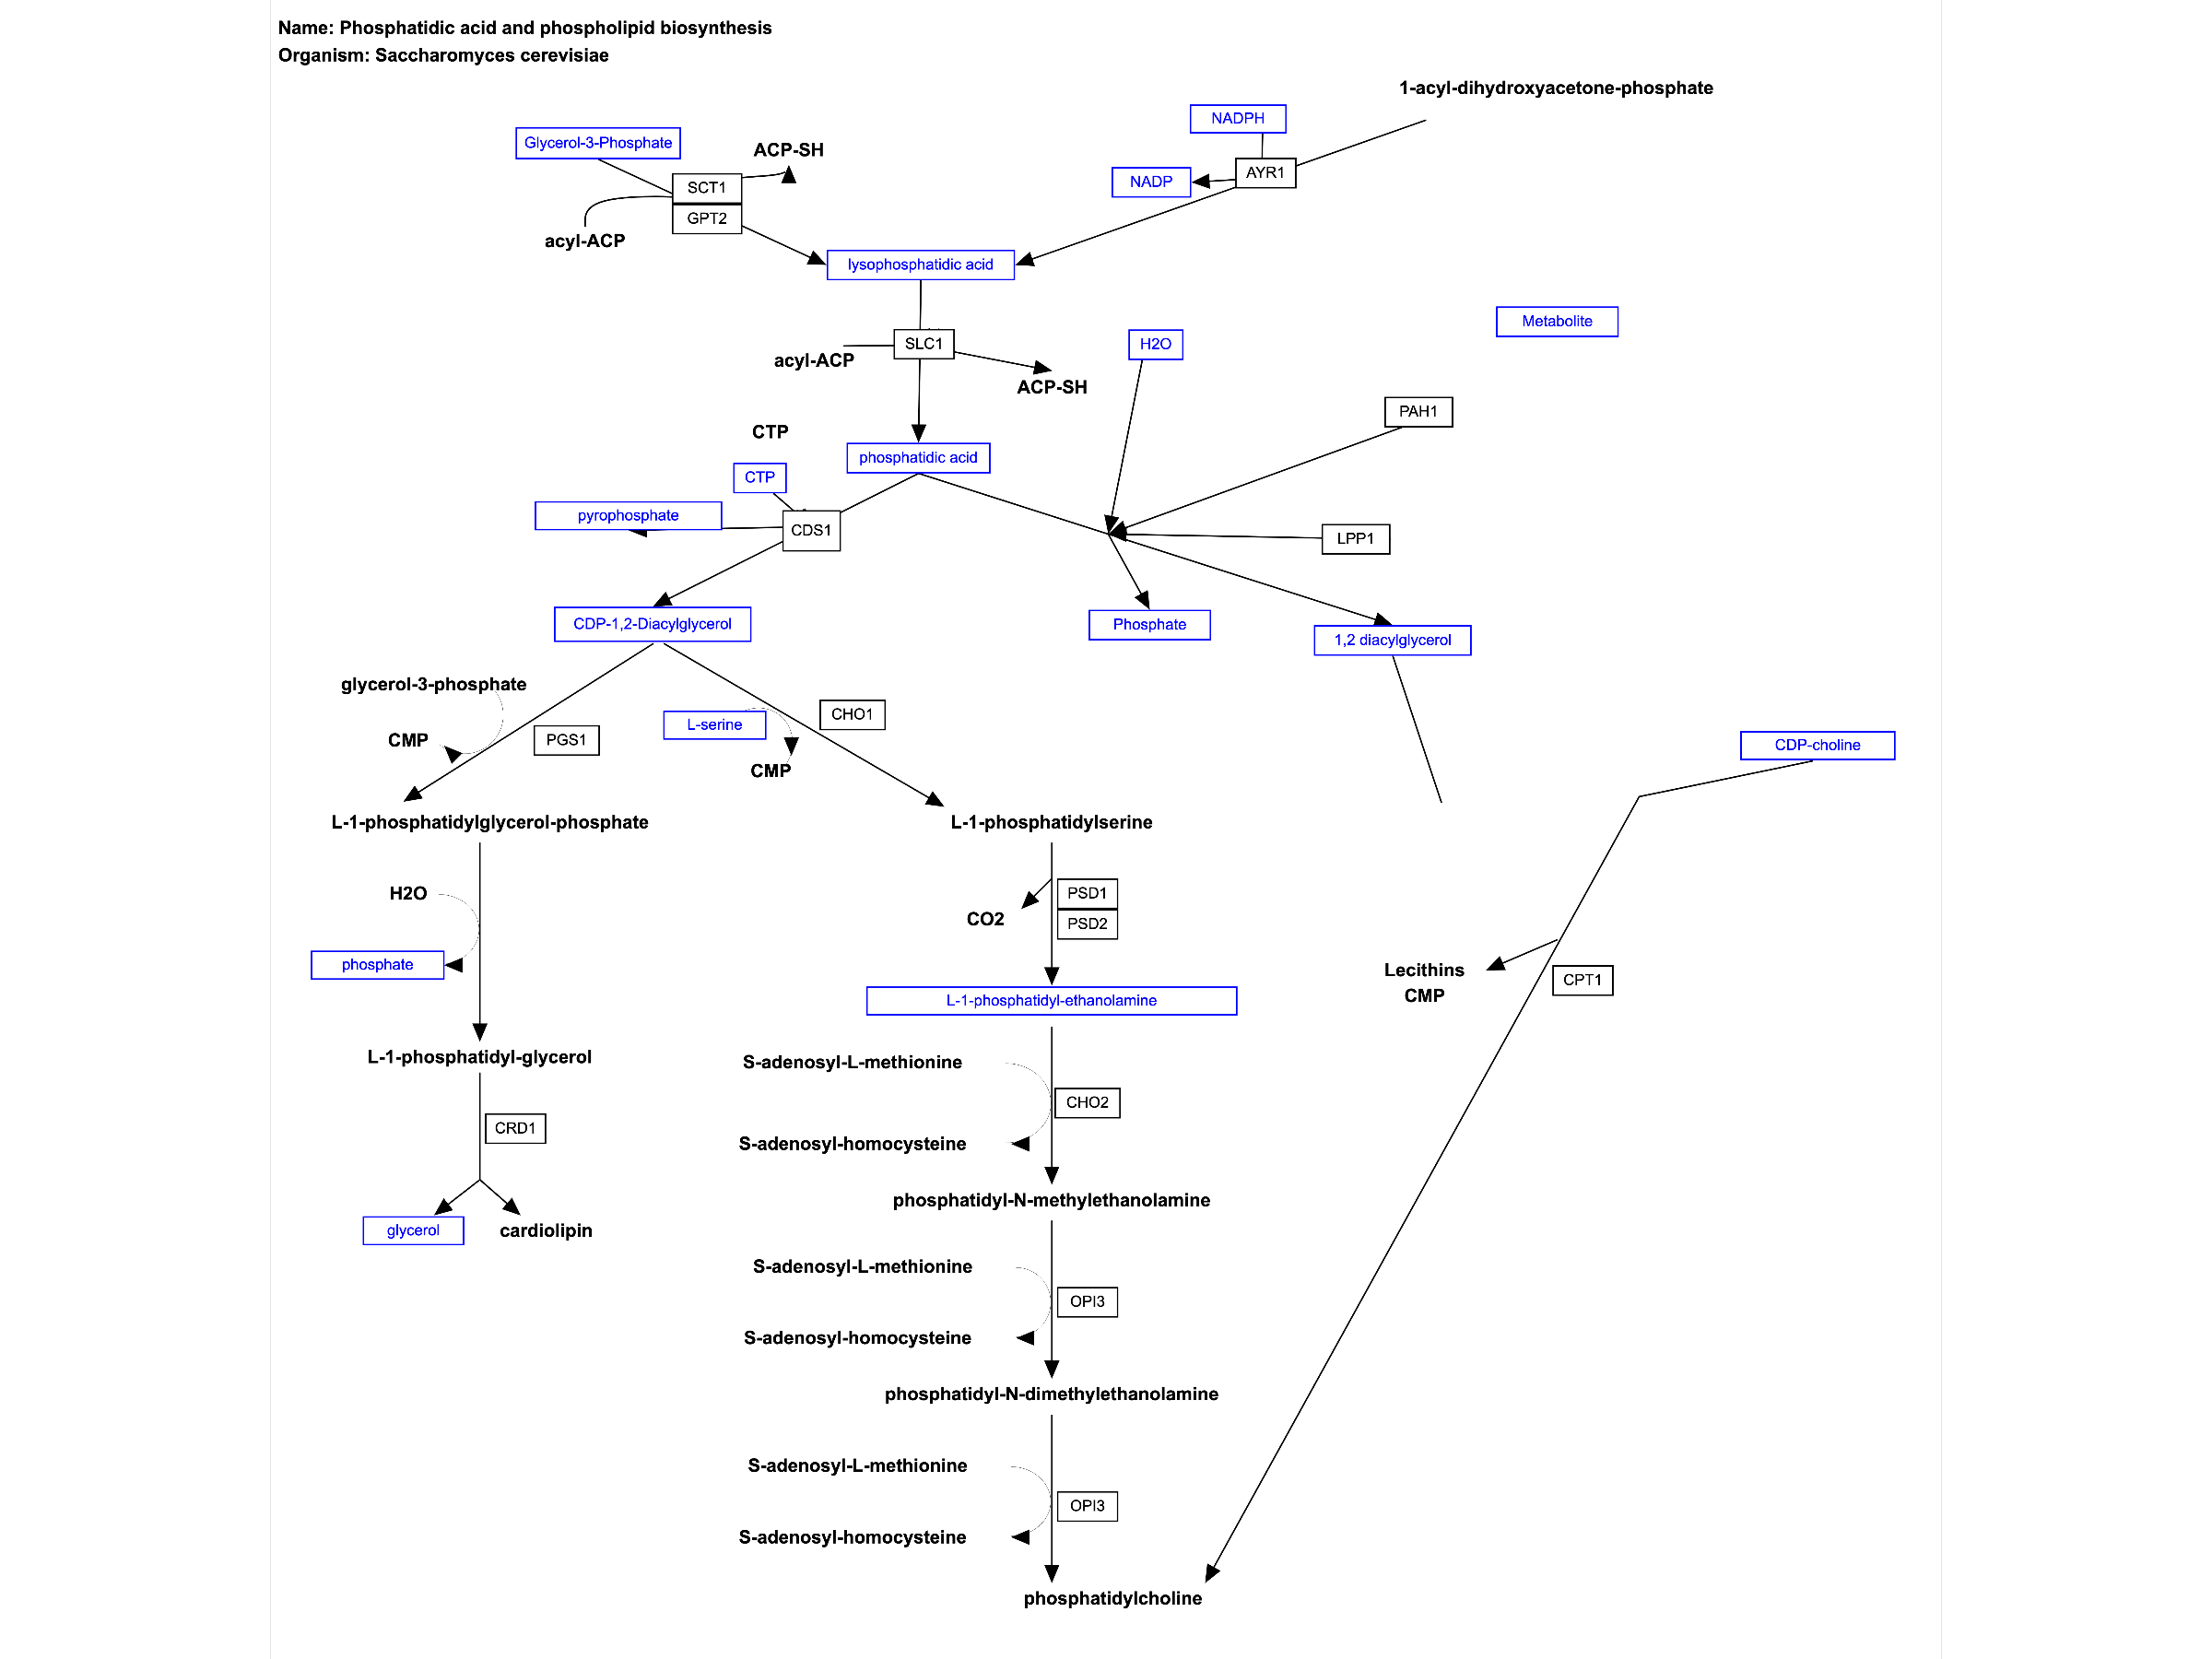 Name: Phosphatidic acid and phospholipid biosynthesis
Organism: Saccharomyces cerevisiae
1-acyl-dihydroxyacetone-phosphate
NADPH
Glycerol-3-Phosphate
ACP-SH
AYR1
NADP
SCT1
GPT2
acyl-ACP
lysophosphatidic acid
Metabolite
SLC1
H2O
acyl-ACP
ACP-SH
PAH1
CTP
phosphatidic acid
CTP
pyrophosphate
CDS1
LPP1
CDP-1,2-Diacylglycerol
Phosphate
1,2 diacylglycerol
glycerol-3-phosphate
CHO1
L-serine
CMP
PGS1
CDP-choline
CMP
L-1-phosphatidylglycerol-phosphate
L-1-phosphatidylserine
H2O
PSD1
CO2
PSD2
phosphate
Lecithins
CMP
CPT1
L-1-phosphatidyl-ethanolamine
L-1-phosphatidyl-glycerol
S-adenosyl-L-methionine
CHO2
CRD1
S-adenosyl-homocysteine
phosphatidyl-N-methylethanolamine
glycerol
cardiolipin
S-adenosyl-L-methionine
OPI3
S-adenosyl-homocysteine
phosphatidyl-N-dimethylethanolamine
S-adenosyl-L-methionine
OPI3
S-adenosyl-homocysteine
phosphatidylcholine